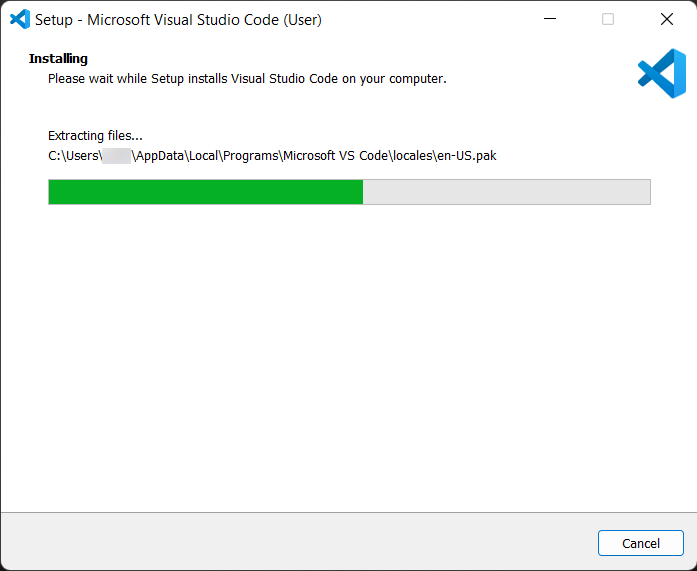 Setup - Microsoft Visual Studio Code (User)
Installing
Please wait while Setup installs Visual Studio Code on your computer.
Extracting files...
C:\Users\ \AppData\Local\Programs\Microsoft VS Code\locales\en-US.pak
Cancel